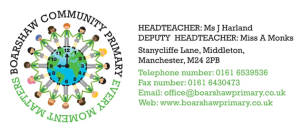 BOARSHAW COMMUNITY PRIMARY
EVERY MOMENT MATTERS
HEADTEACHER: Ms J Harland
DEPUTY HEADTEACHER: Miss A Monks
Stanycliffe Lane, Middleton,
Manchester, M24 2PB
Telephone number: 0161 6539536
Fax number: 0161 6430473
Email: office@boarshawprimary.co.uk
Web: www.boarshawprimary.co.uk